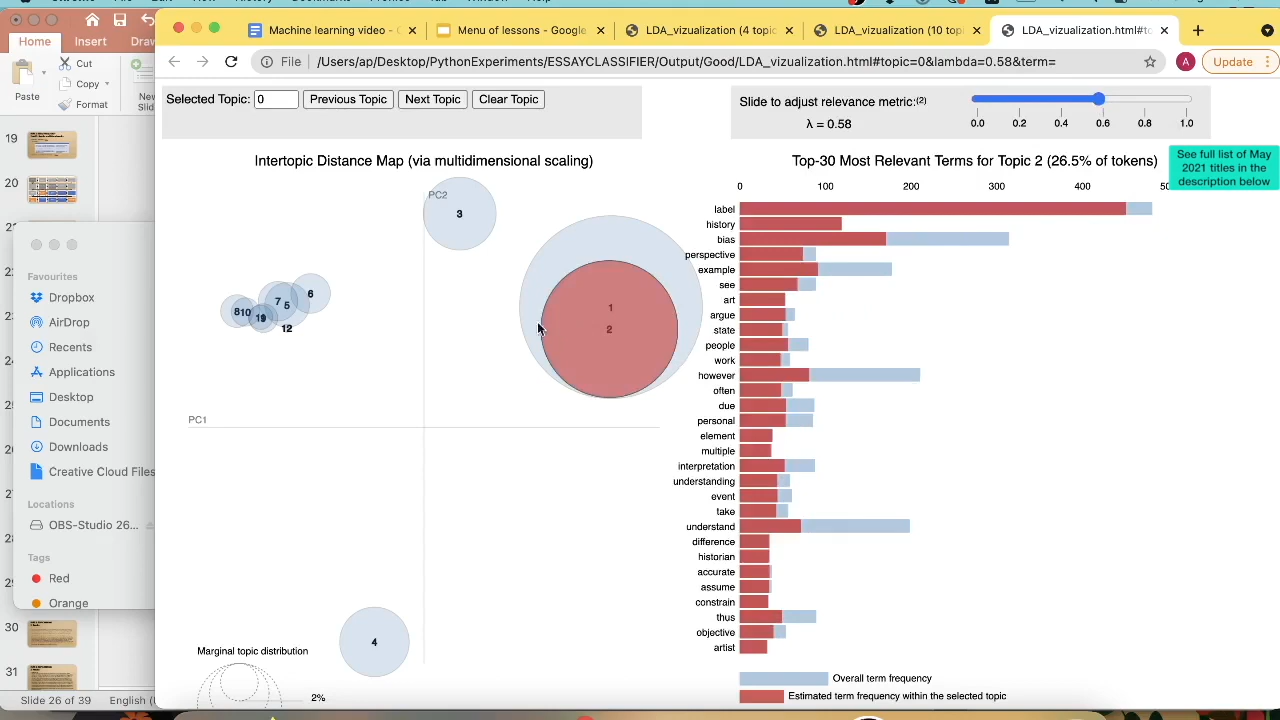 Home Insert Draw
Cut
Copy
Format
Paste
New
Slid
19
20
30
31
Slide 26 of 39
English (
Favourites
Dropbox
AirDrop
Recents
Applications
Desktop
Documents
Downloads
Creative Cloud Files
Locations
OBS-Studio 26...
Tags
Red
Orange
Machine learning video - G
Menu of lessons - Google
LDA_vizualization (4 topic
LDA_vizualization (10 top
LDA_vizualization.html#to
File
/Users/ap/Desktop/PythonExperiments/ESSAYCLASSIFIER/Output/Good/LDA_vizualization.html#topic=0&lambda=0.58&term=
A
Update
Selected Topic: 0 Previous Topic Next Topic Clear Topic
Slide to adjust relevance metric:(2)
λ = 0.58
0.0 0.2 0.4 0.6 0.8 1.0
Intertopic Distance Map (via multidimensional scaling)
PC2
PC1
3
1
2
6
7
5
8
10
12
4
Marginal topic distribution
2%
Top-30 Most Relevant Terms for Topic 2 (26.5% of tokens)
See full list of May
2021 titles in the
description below
0 100 200 300 400
label
history
bias
perspective
example
see
art
argue
state
people
work
however
often
due
personal
element
multiple
interpretation
understanding
event
take
understand
difference
historian
accurate
assume
constrain
thus
objective
artist
Overall term frequency
Estimated term frequency within the selected topic